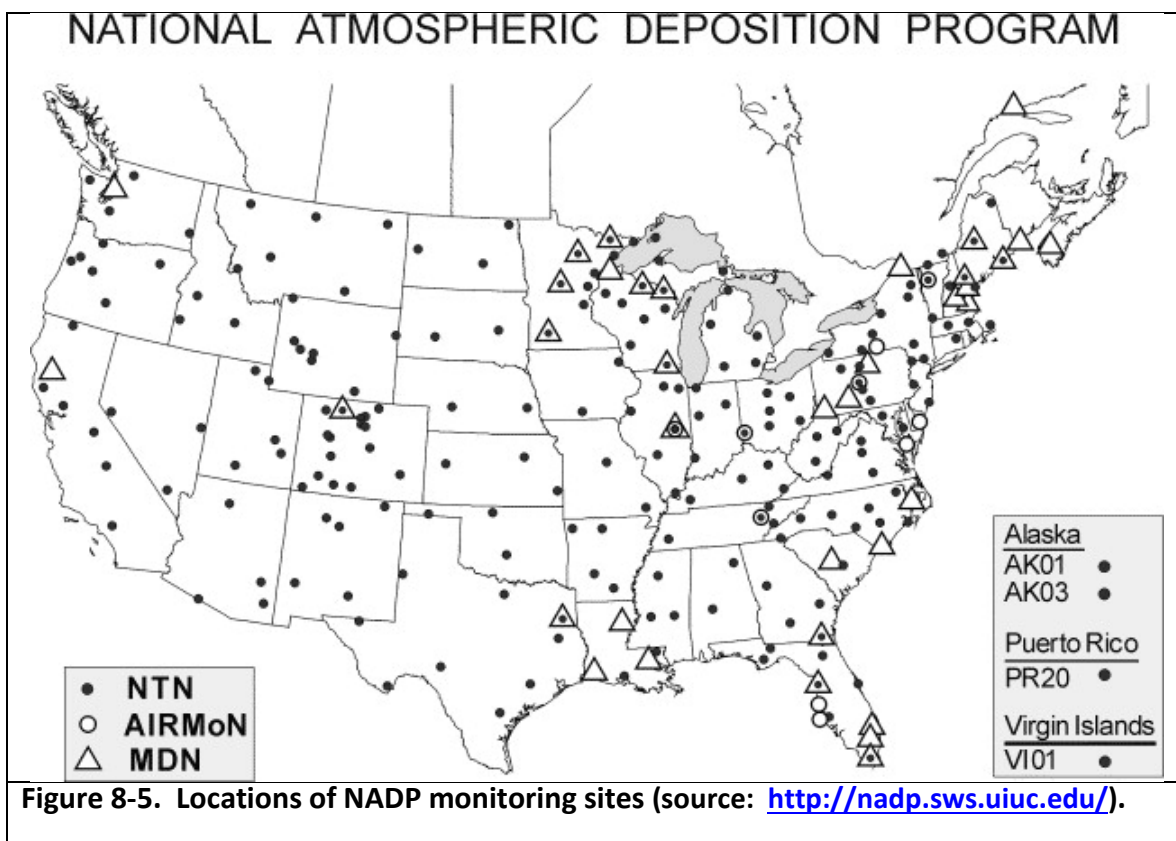 NATIONAL ATMOSPHERIC DEPOSITION PROGRAM
Alaska
AK01
AK03
Puerto Rico
PR20
Virgin Islands
VI01
NTN
AIRMoN
MDN
Figure 8-5. Locations of NADP monitoring sites (source: http://nadp.sws.uiuc.edu/).